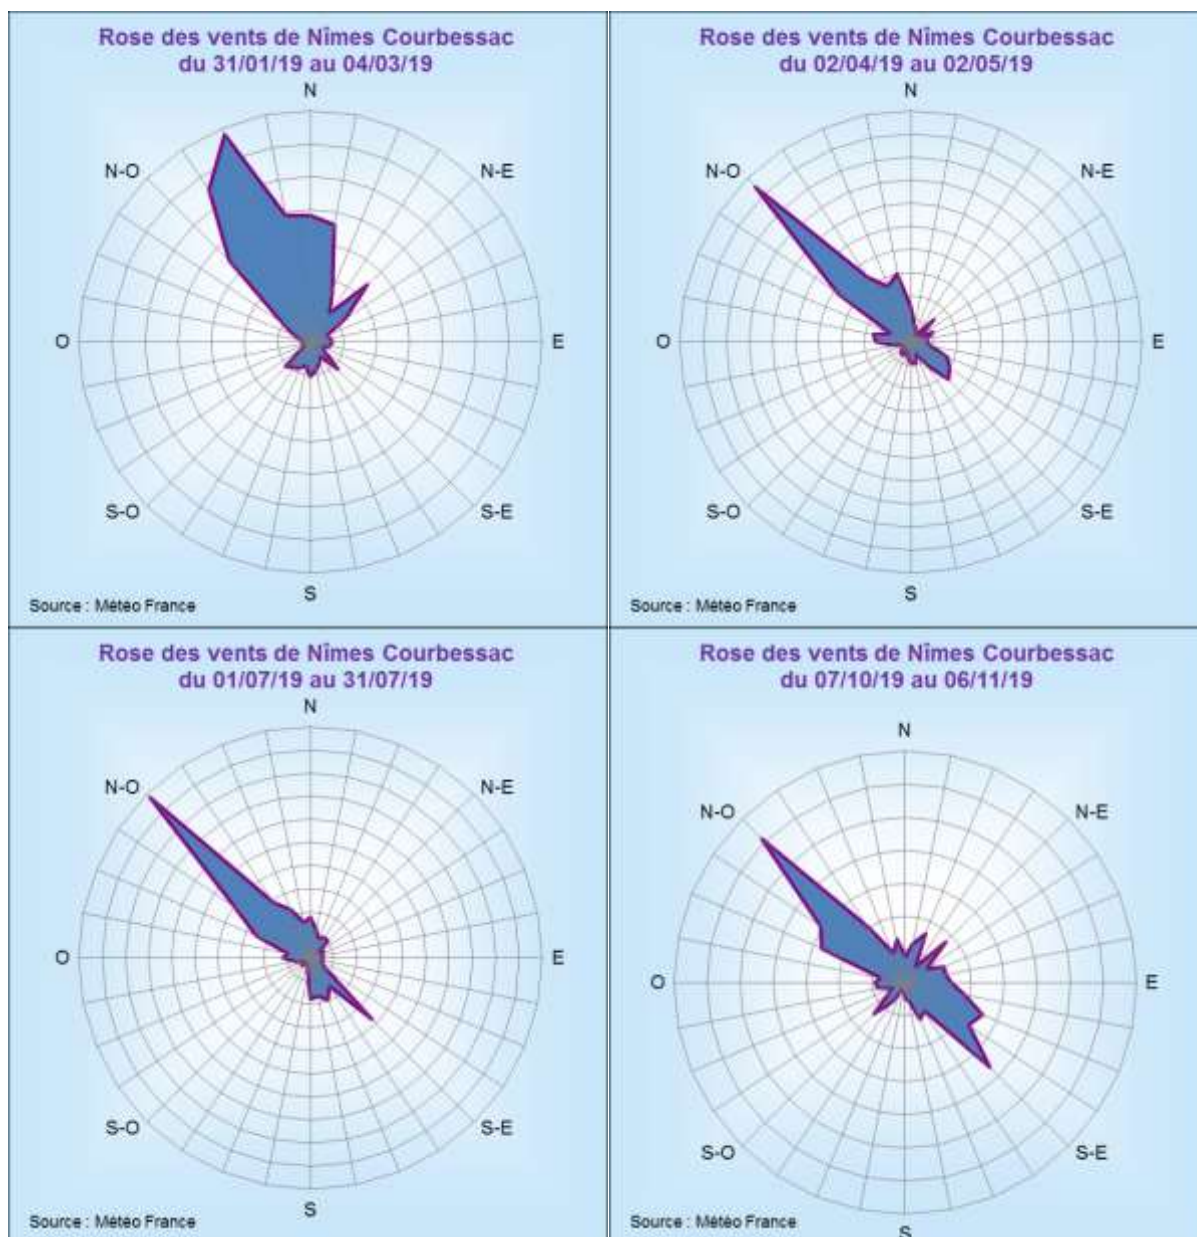 Rose des vents de Nîmes Courbessac
du 31/01/19 au 04/03/19
N
N-O
N-E
O
E
S-O
S-E
S
Source : Météo France
Rose des vents de Nîmes Courbessac
du 02/04/19 au 02/05/19
N
N-O
N-E
O
E
S-O
S-E
S
Source : Météo France
Rose des vents de Nîmes Courbessac
du 01/07/19 au 31/07/19
N
N-O
N-E
O
E
S-O
S-E
S
Source : Météo France
Rose des vents de Nîmes Courbessac
du 07/10/19 au 06/11/19
N
N-O
N-E
O
E
S-O
S-E
S
Source : Météo France